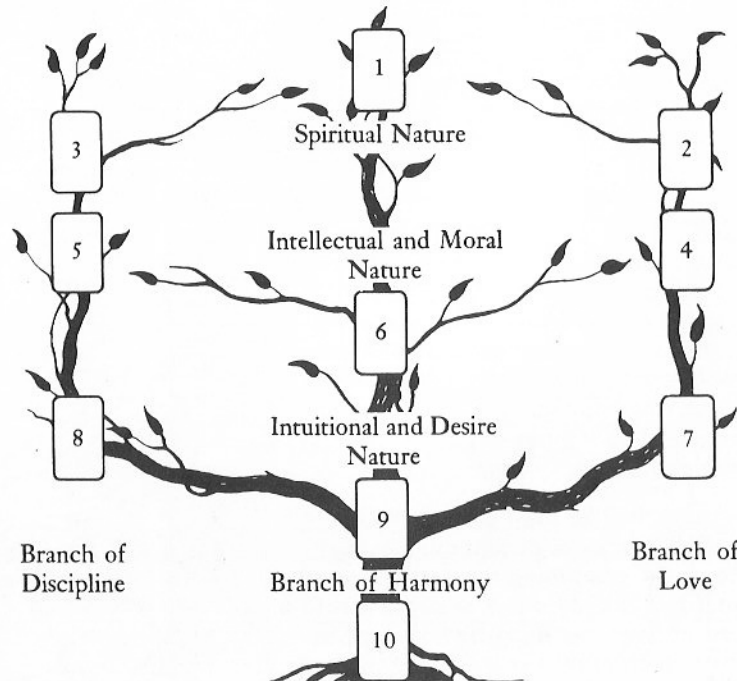 1
Spiritual Nature
3
2
5
Intellectual and Moral
Nature
4
6
8
Intuitional and Desire
Nature
7
9
Branch of
Discipline
Branch of Harmony
Branch of
Love
10